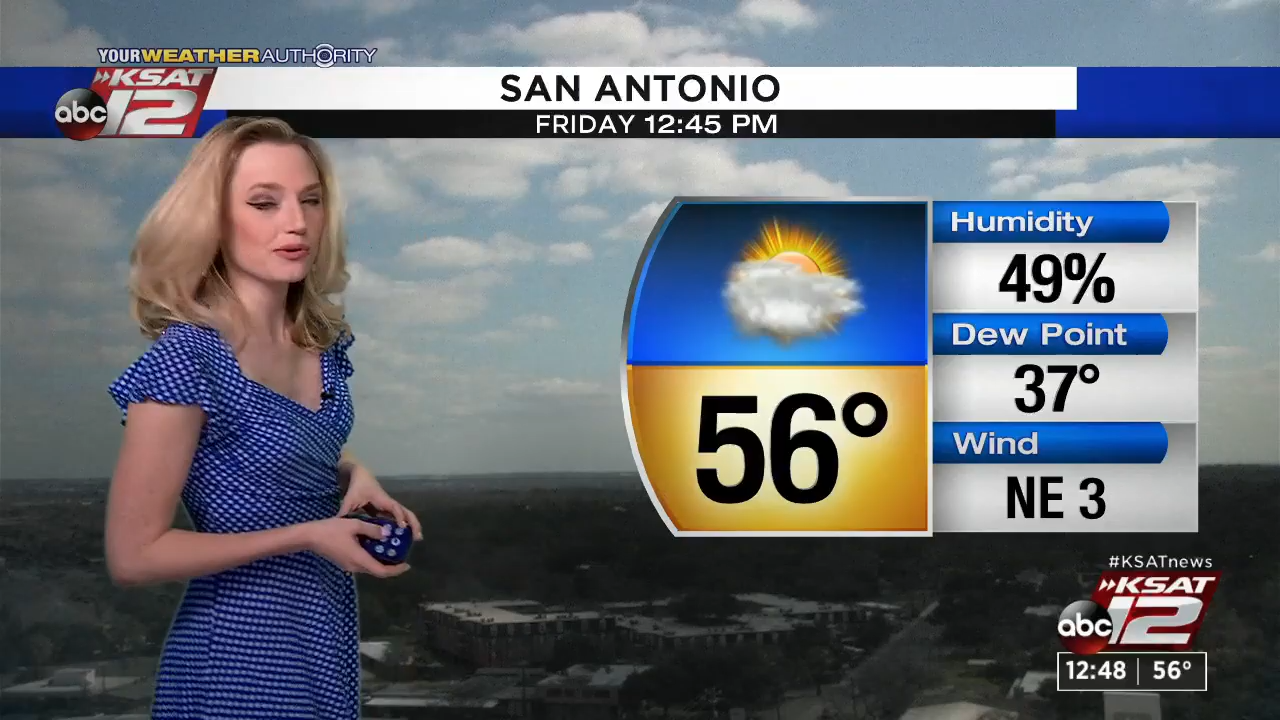 YOURWEATHERAUTHORITY
KSAT
abc 12
SAN ANTONIO
FRIDAY 12:45 PM
Humidity
49%
Dew Point
37°
56°
Wind
NE 3
#KSATnews
KSAT
abc 12
12:48 56°